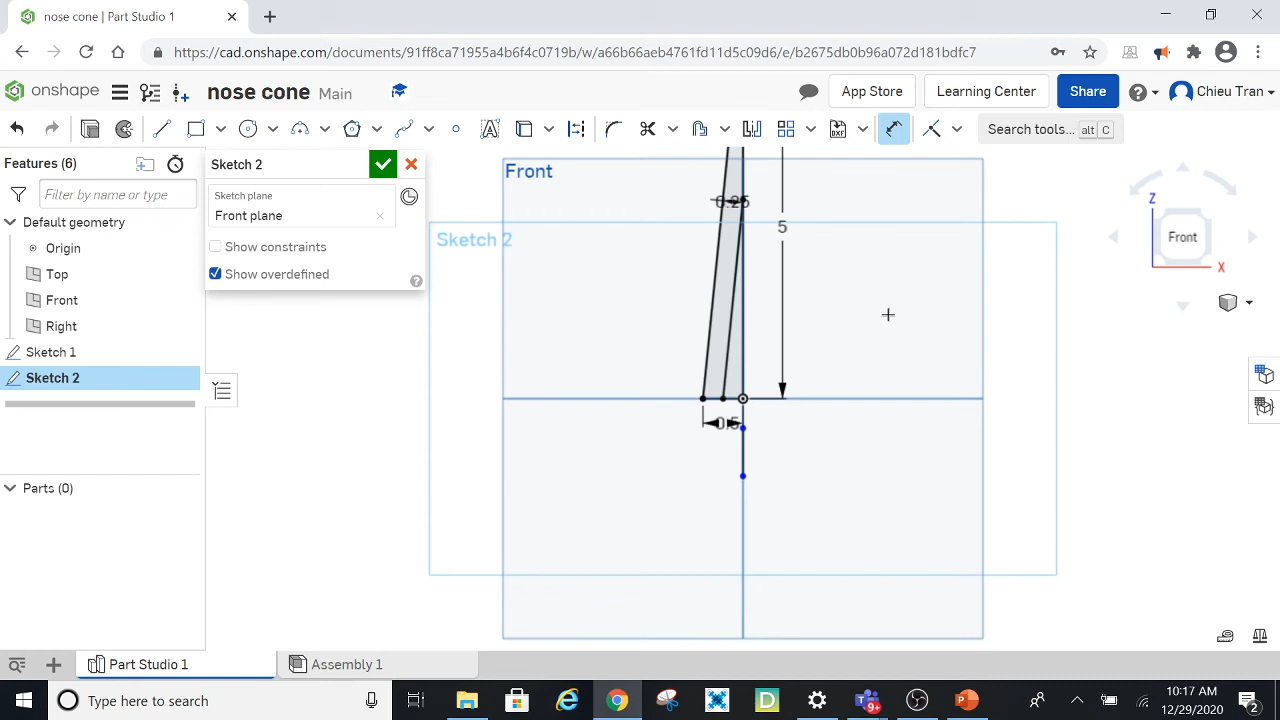 nose cone | Part Studio 1
https://cad.onshape.com/documents/91ff8ca71955a4b6f4c0719b/w/a66b66aeb4761fd11d5c09d6/e/b2675db0b96a072d181bdfc7
onshape
nose cone Main
App Store
Learning Center
Share
Chieu Tran
Search tools... alt C
Features (6)
Filter by name or type
Default geometry
Origin
Top
Front
Right
Sketch 1
Sketch 2
Parts (0)
Sketch 2
Sketch plane
Front plane
Show constraints
Show overdefined
Front
Sketch 2
0.25
5
0.5
Z
Front
X
Part Studio 1
Assembly 1
Type here to search
D
9+
10:17 AM
12/29/2020
2